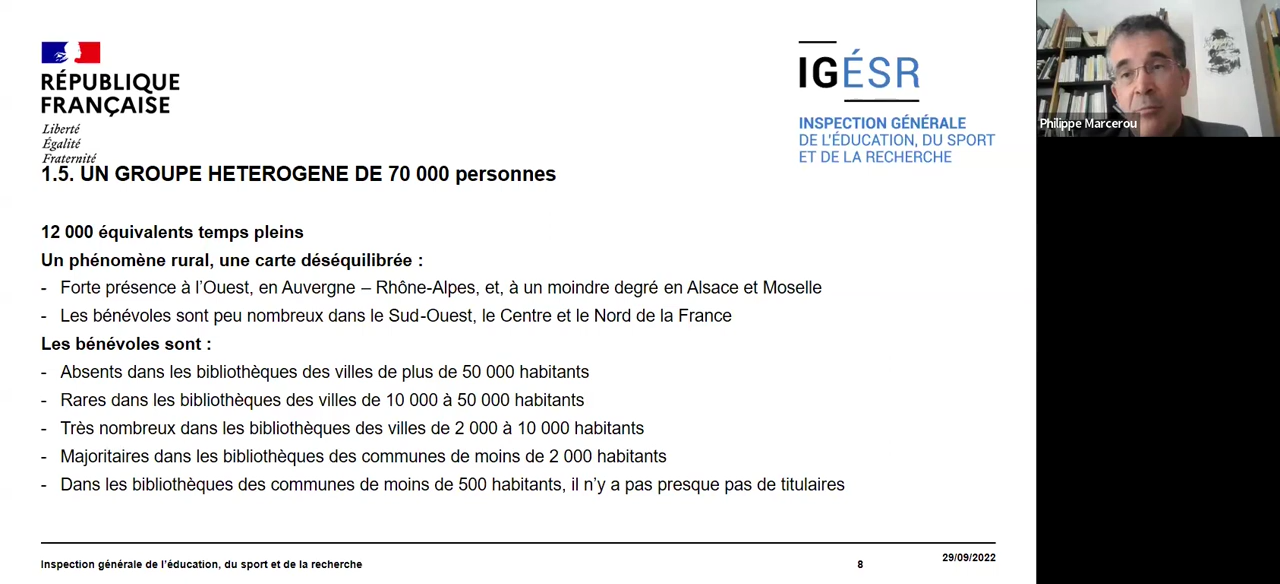 RÉPUBLIQUE
FRANÇAISE
Liberté
Égalité
Fraternité
IGÉSR
INSPECTION GÉNÉRALE
DE L'ÉDUCATION, DU SPORT
ET DE LA RECHERCHE
Philippe Marcerou
1.5. UN GROUPE HETEROGENE DE 70 000 personnes
12 000 équivalents temps pleins
Un phénomène rural, une carte déséquilibrée :
- Forte présence à l’Ouest, en Auvergne – Rhône-Alpes, et, à un moindre degré en Alsace et Moselle
- Les bénévoles sont peu nombreux dans le Sud-Ouest, le Centre et le Nord de la France
Les bénévoles sont :
- Absents dans les bibliothèques des villes de plus de 50 000 habitants
- Rares dans les bibliothèques des villes de 10 000 à 50 000 habitants
- Très nombreux dans les bibliothèques des villes de 2 000 à 10 000 habitants
- Majoritaires dans les bibliothèques des communes de moins de 2 000 habitants
- Dans les bibliothèques des communes de moins de 500 habitants, il n’y a pas presque pas de titulaires
Inspection générale de l’éducation, du sport et de la recherche
8
29/09/2022